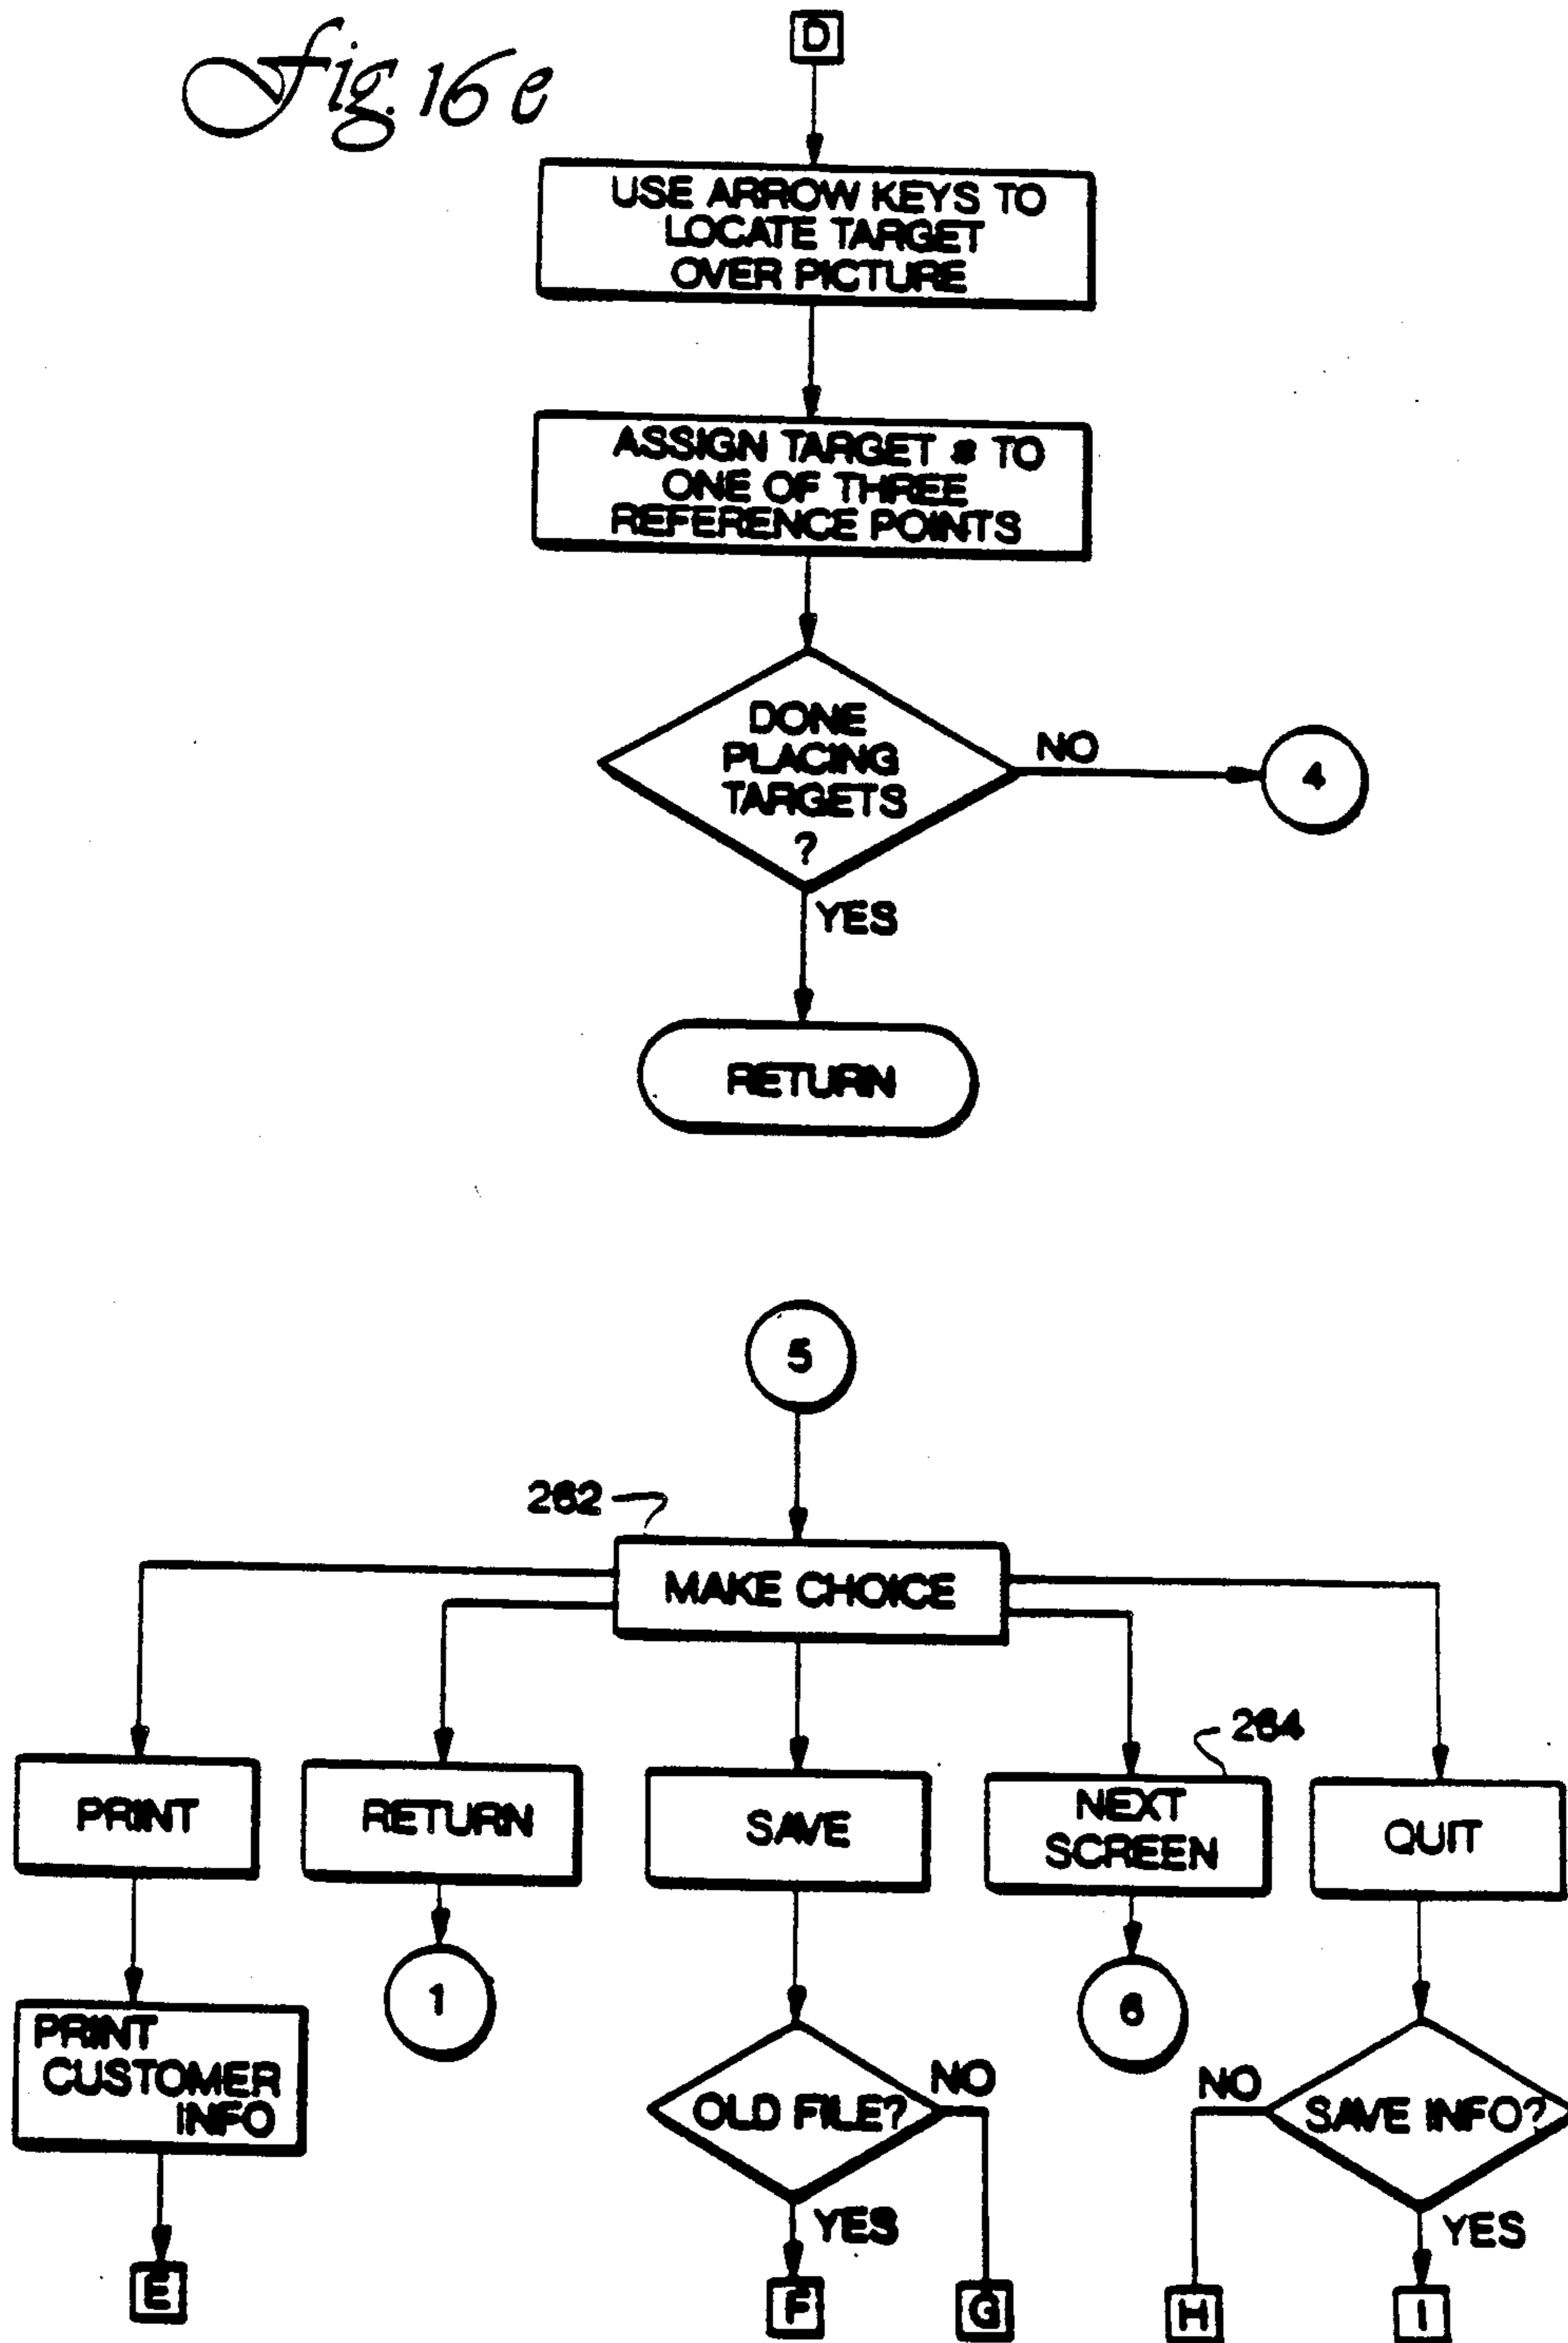 Fig. 16 e
D
USE ARROW KEYS TO
LOCATE TARGET
OVER PICTURE
ASSIGN TARGET # TO
ONE OF THREE
REFERENCE POINTS
DONE
PLACING
TARGETS
?
NO
4
YES
RETURN
5
262
MAKE CHOICE
264
PRINT
RETURN
SAVE
NEXT
SCREEN
QUIT
1
6
PRINT
CUSTOMER
INFO
OLD FILE?
NO
NO
SAVE INFO?
YES
YES
E
F
G
H
I